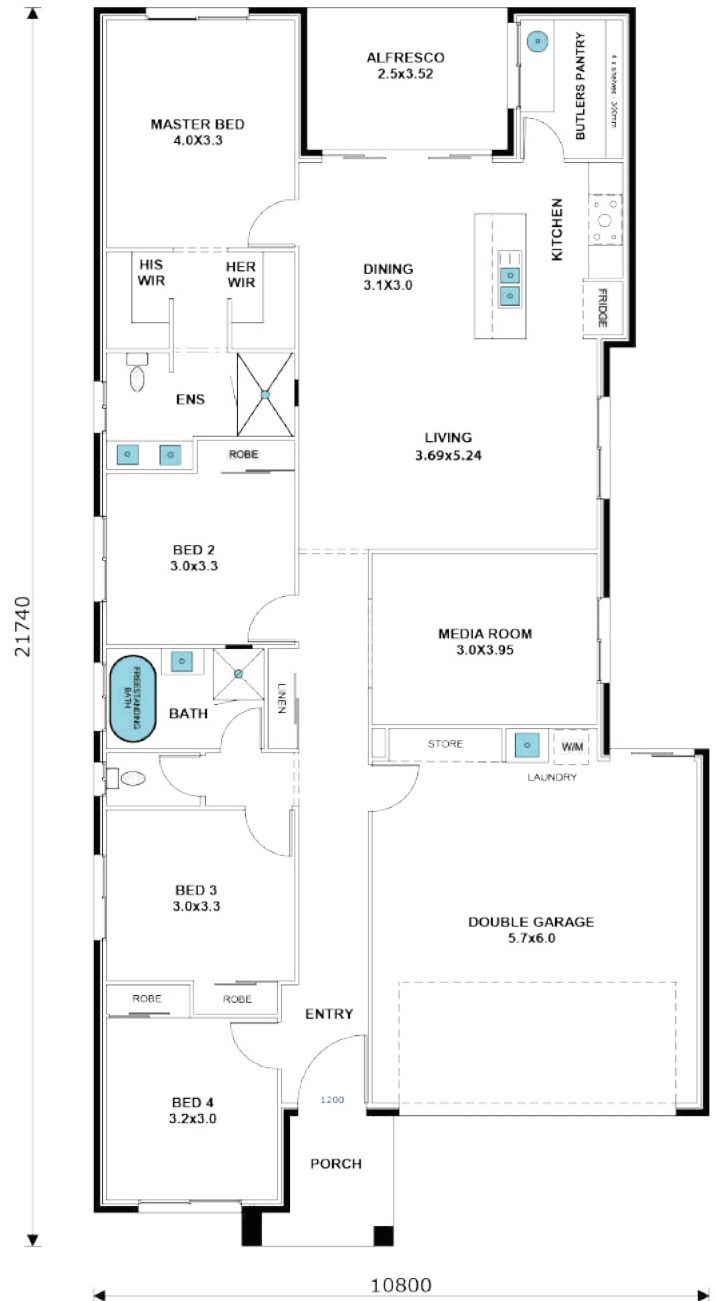 ALFRESCO
2.5x3.52
BUTLERS PANTRY
4 x shelves - 300mm
MASTER BED
4.0X3.3
HIS
WIR
HER
WIR
DINING
3.1X3.0
KITCHEN
FRIDGE
ENS
LIVING
3.69x5.24
ROBE
BED 2
3.0x3.3
MEDIA ROOM
3.0X3.95
21740
FREESTANDING
BATH
BATH
LINEN
STORE
W/M
LAUNDRY
BED 3
3.0x3.3
DOUBLE GARAGE
5.7x6.0
ROBE
ROBE
ENTRY
BED 4
3.2x3.0
1200
PORCH
10800